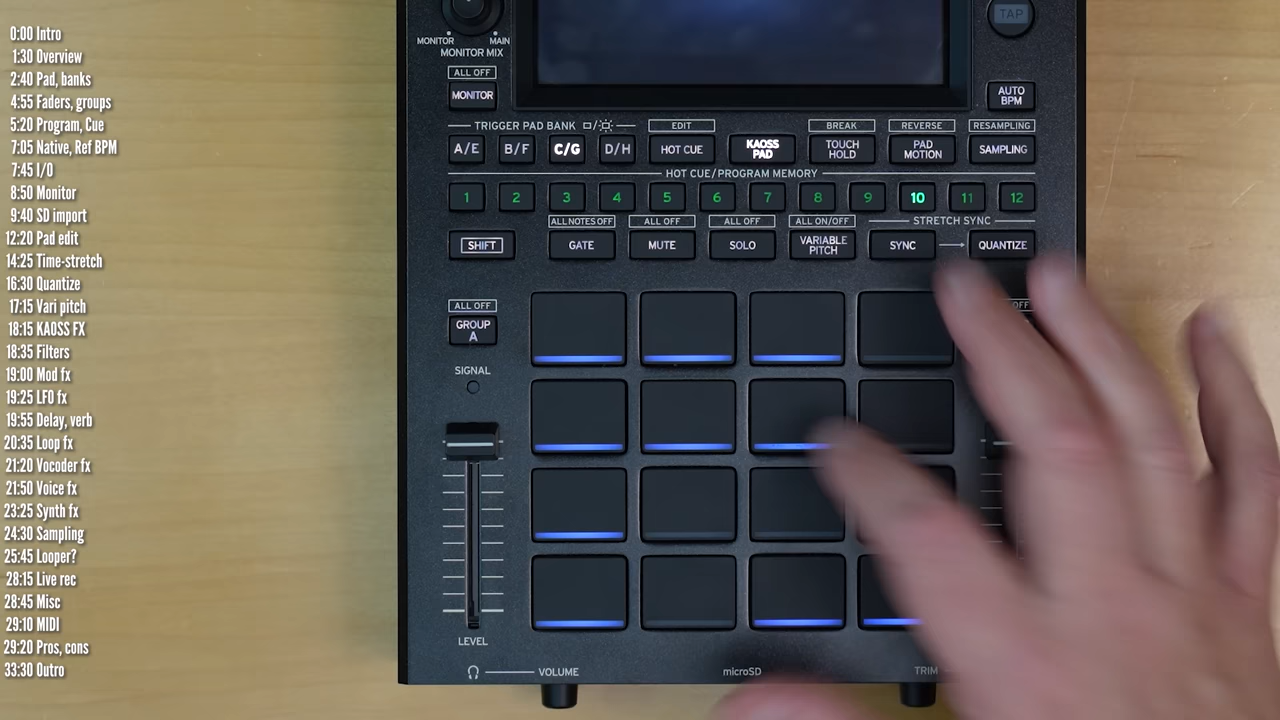 0:00 Intro
1:30 Overview
2:40 Pad, banks
4:55 Faders, groups
5:20 Program, Cue
7:05 Native, Ref BPM
7:45 I/O
8:50 Monitor
9:40 SD import
12:20 Pad edit
14:25 Time-stretch
16:30 Quantize
17:15 Vari pitch
18:15 KAOSS FX
18:35 Filters
19:00 Mod fx
19:25 LFO fx
19:55 Delay, verb
20:35 Loop fx
21:20 Vocoder fx
21:50 Voice fx
23:25 Synth fx
24:30 Sampling
25:45 Looper?
28:15 Live rec
28:45 Misc
29:10 MIDI
29:20 Pros, cons
33:30 Outro
TAP
MONITOR MAIN
MONITOR MIX
ALL OFF
MONITOR
AUTO
BPM
TRIGGER PAD BANK
EDIT
BREAK
REVERSE
RESAMPLING
A/E
B/F
C/G
D/H
HOT CUE
KAOSS
PAD
TOUCH
HOLD
PAD
MOTION
SAMPLING
HOT CUE/PROGRAM MEMORY
1 2 3 4 5 6 7 8 9 10 11 12
ALL NOTES OFF
ALL OFF
ALL OFF
ALL ON/OFF
STRETCH SYNC
SHIFT
GATE
MUTE
SOLO
VARIABLE
PITCH
SYNC
QUANTIZE
ALL OFF
GROUP
A
OFF
SIGNAL
LEVEL
VOLUME
microSD
TRIM